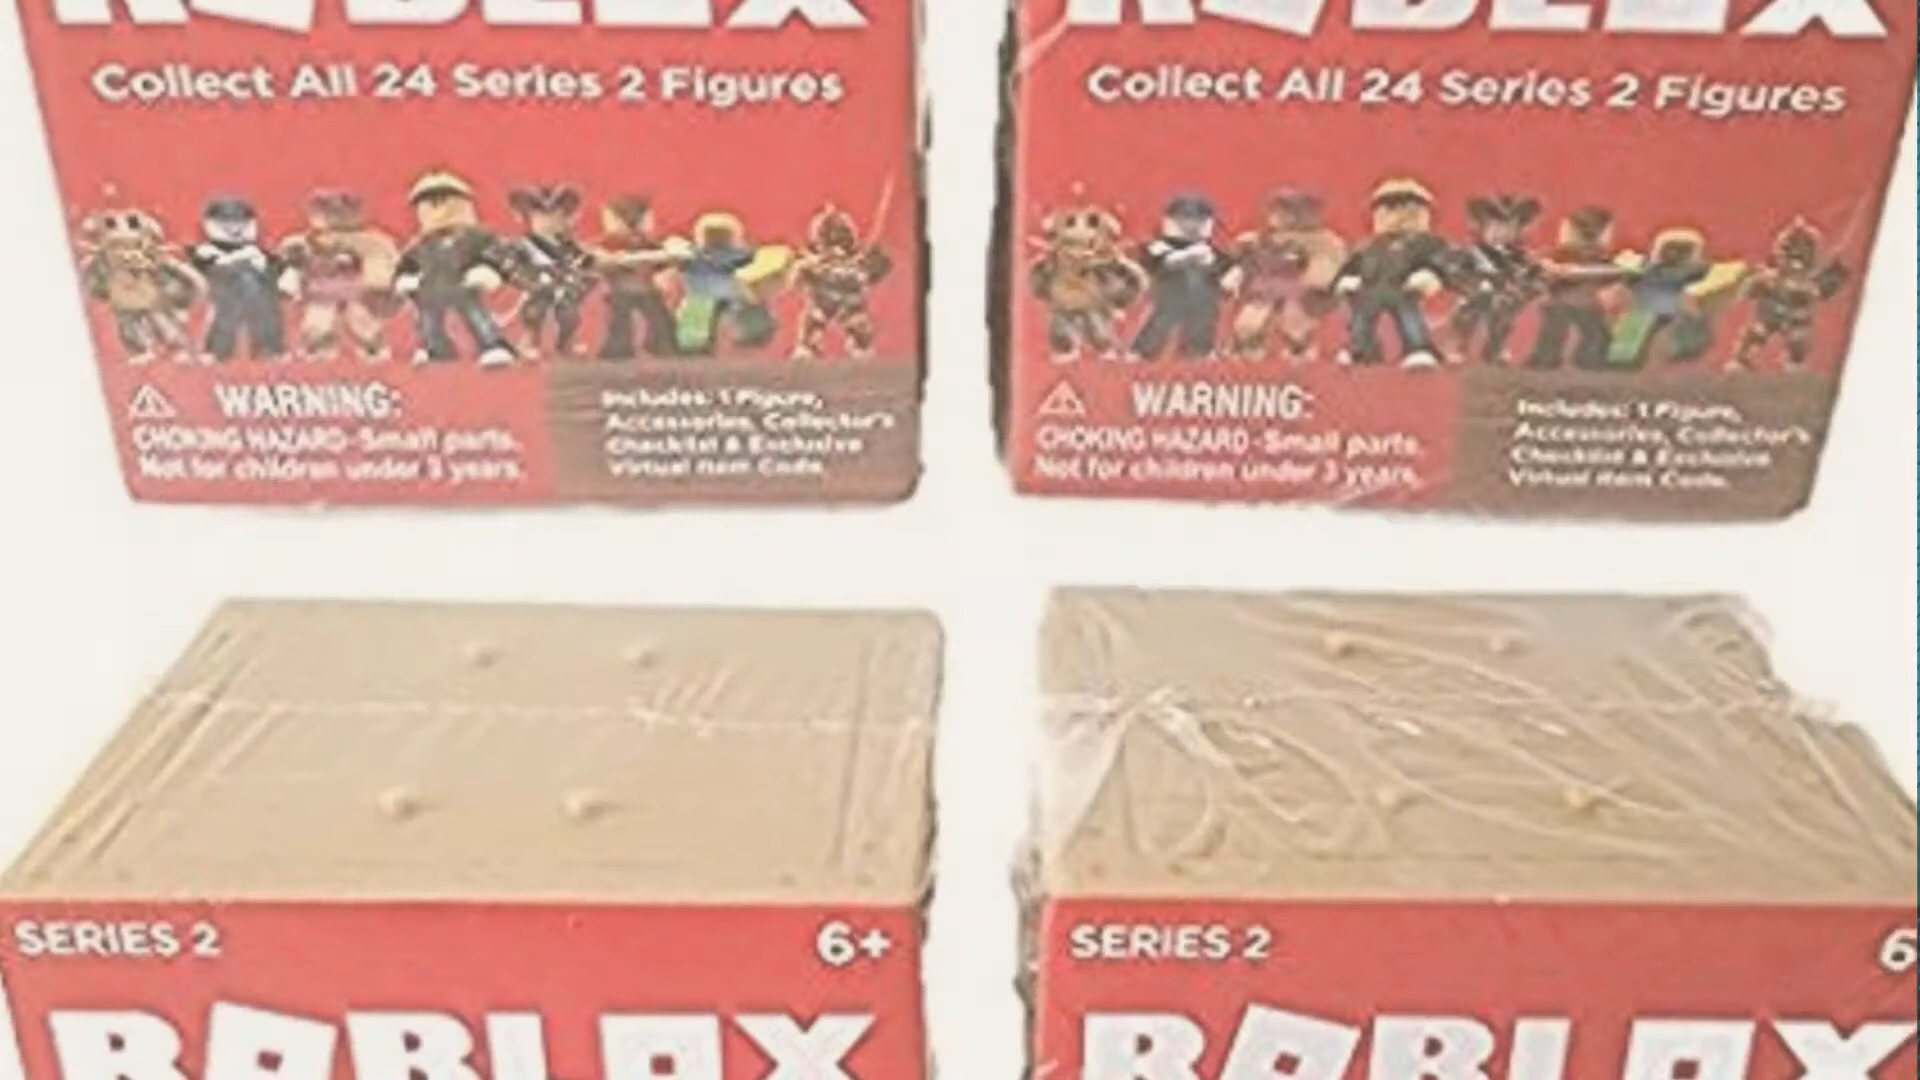 ROBLOX
Collect All 24 Series 2 Figures
WARNING:
CHOKING HAZARD-Small parts.
Not for children under 3 years.
Includes: 1 Figure,
Accessories, Collector's
Checklist & Exclusive
Virtual Item Code.
ROBLOX
Collect All 24 Series 2 Figures
WARNING:
CHOKING HAZARD-Small parts.
Not for children under 3 years.
Includes: 1 Figure,
Accessories, Collector's
Checklist & Exclusive
Virtual Item Code.
SERIES 2 6+
ROBLOX
SERIES 2 6
ROBLOX